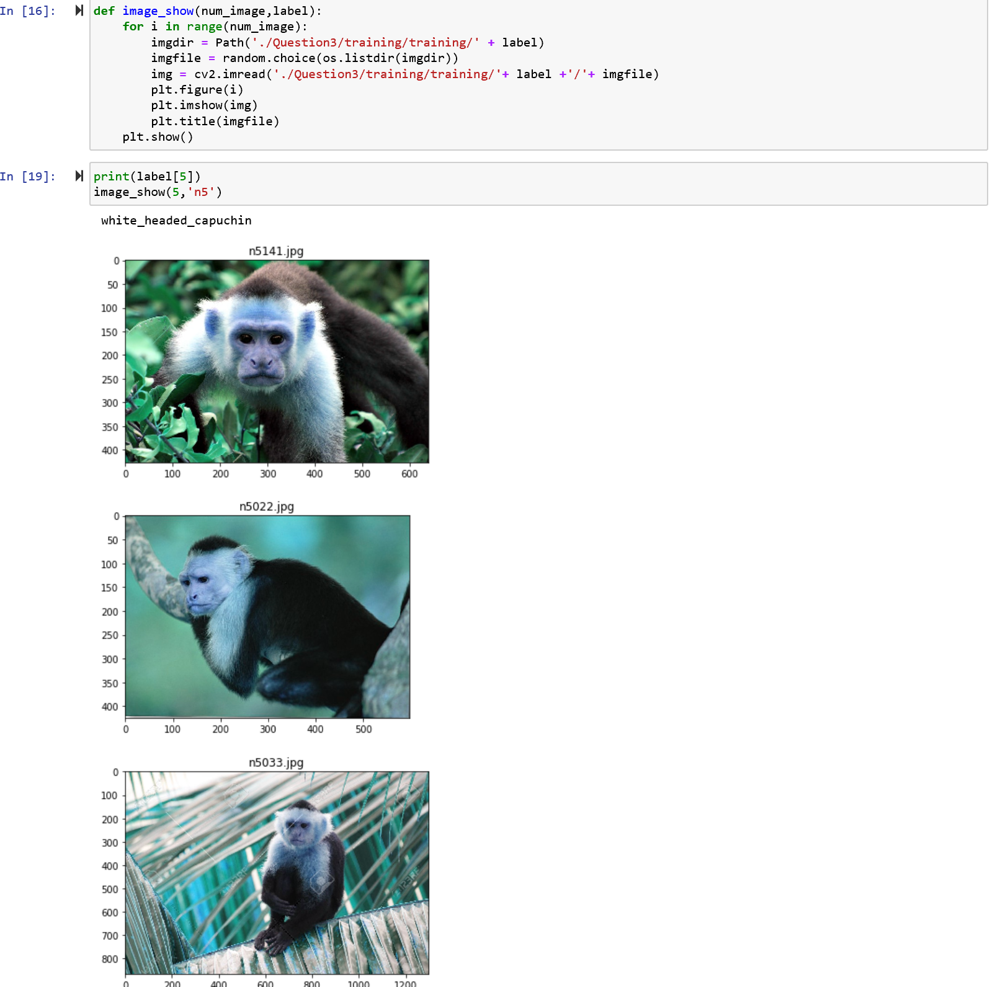 In [16]:
def image_show(num_image,label):
    for i in range(num_image):
        imgdir = Path('./Question3/training/training/' + label)
        imgfile = random.choice(os.listdir(imgdir))
        img = cv2.imread('./Question3/training/training/'+ label +'/'+ imgfile)
        plt.figure(i)
        plt.imshow(img)
        plt.title(imgfile)
    plt.show()
In [19]:
print(label[5])
image_show(5,'n5')
white_headed_capuchin
n5141.jpg
0
50
100
150
200
250
300
350
400
0 100 200 300 400 500 600
n5022.jpg
0
50
100
150
200
250
300
350
400
0 100 200 300 400 500
n5033.jpg
0
100
200
300
400
500
600
700
800
0 200 400 600 800 1000 1200